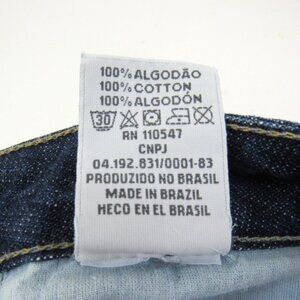 100% ALGODÃO
100% COTTON
100% ALGODÓN
30
RN 110547
CNPJ
04.192.831/0001-83
PRODUZIDO NO BRASIL
MADE IN BRAZIL
HECO EN EL BRASIL